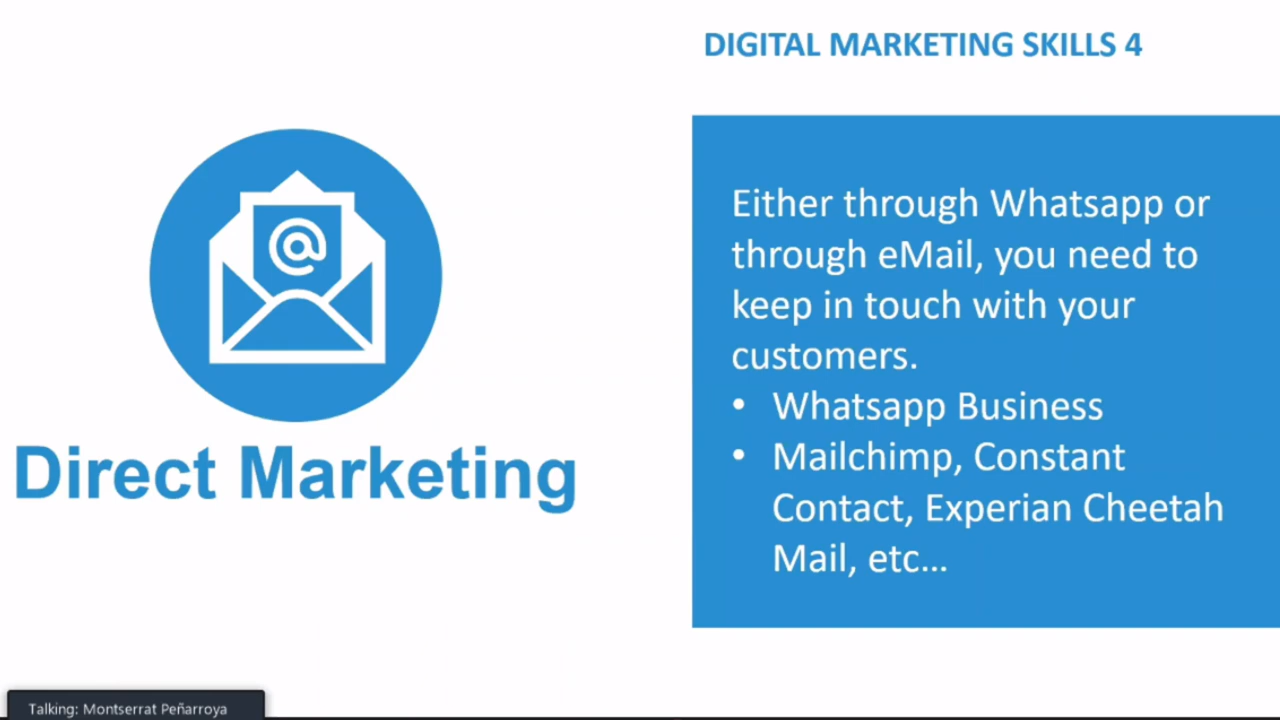 DIGITAL MARKETING SKILLS 4
@
Direct Marketing
Either through Whatsapp or
through eMail, you need to
keep in touch with your
customers.
• Whatsapp Business
• Mailchimp, Constant
Contact, Experian Cheetah
Mail, etc...
Talking: Montserrat Peñarroya